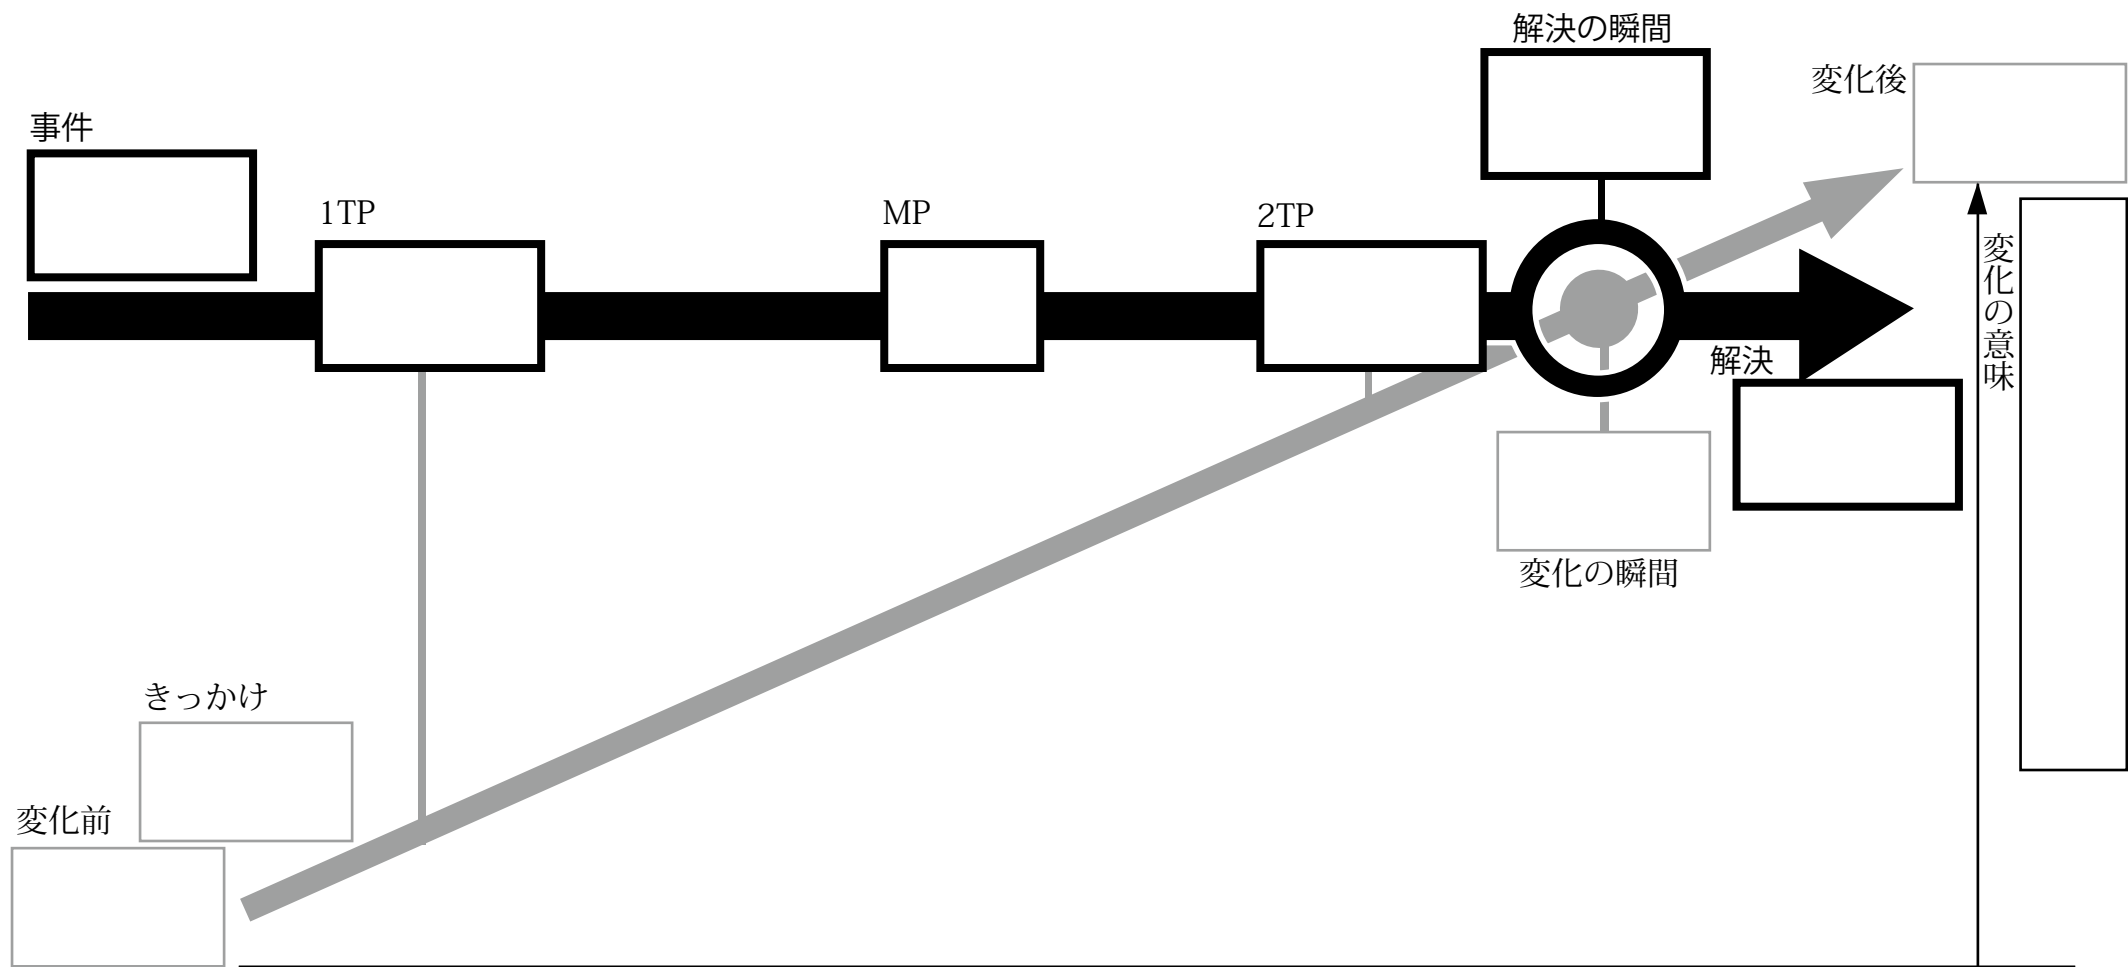 解決の瞬間
変化後
事件
1TP
MP
2TP
変化の意味
解決
変化の瞬間
きっかけ
変化前